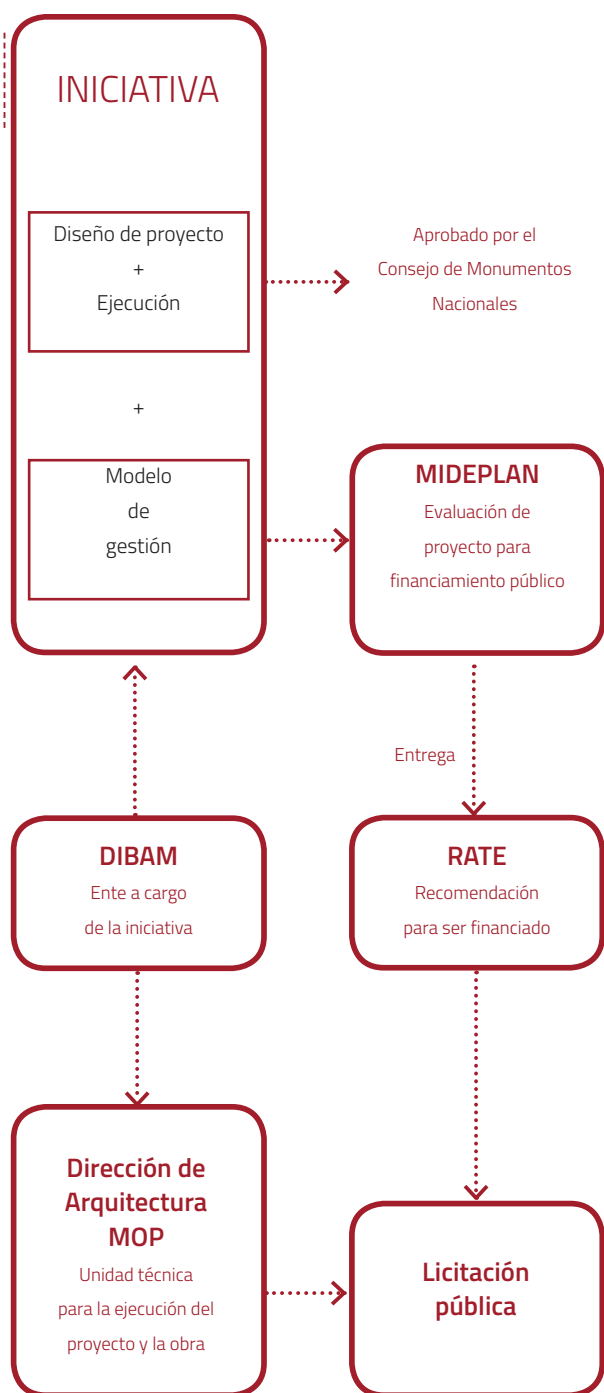 INICIATIVA
Diseño de proyecto
+
Ejecución
Aprobado por el
Consejo de Monumentos
Nacionales
+
Modelo
de
gestión
MIDEPLAN
Evaluación de
proyecto para
financiamiento público
Entrega
DIBAM
Ente a cargo
de la iniciativa
RATE
Recomendación
para ser financiado
Dirección de
Arquitectura
MOP
Unidad técnica
para la ejecución del
proyecto y la obra
Licitación
pública